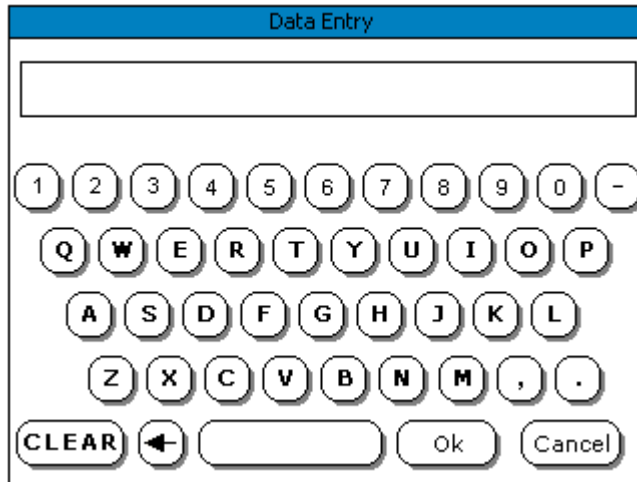 Data Entry
1 2 3 4 5 6 7 8 9 0 -
Q W E R T Y U I O P
A S D F G H J K L
Z X C V B N M , .
CLEAR Ok Cancel